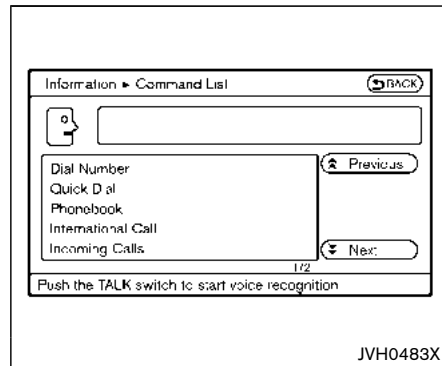 Information ► Command List
BACK
Dial Number
Quick Dial
Phonebook
International Call
Incoming Calls
Previous
Next
1/2
Push the TALK switch to start voice recognition
JVH0483X